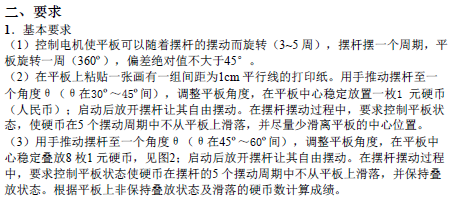 二、要求
1．基本要求
（1）控制电机使平板可以随着摆杆的摆动而旋转（3~5 周），摆杆摆一个周期，平
板旋转一周（360º），偏差绝对值不大于45°。
（2）在平板上粘贴一张画有一组间距为1cm 平行线的打印纸。用手推动摆杆至一
个角度θ（θ在30º～45º间），调整平板角度，在平板中心稳定放置一枚1 元硬币
（人民币）；启动后放开摆杆让其自由摆动。在摆杆摆动过程中，要求控制平板状
态，使硬币在5 个摆动周期中不从平板上滑落，并尽量少滑离平板的中心位置。
（3）用手推动摆杆至一个角度θ（θ在45º～60º间），调整平板角度，在平板中
心稳定叠放8 枚1 元硬币，见图2；启动后放开摆杆让其自由摆动。在摆杆摆动过程
中，要求控制平板状态使硬币在摆杆的5 个摆动周期中不从平板上滑落，并保持叠
放状态。根据平板上非保持叠放状态及滑落的硬币数计算成绩。